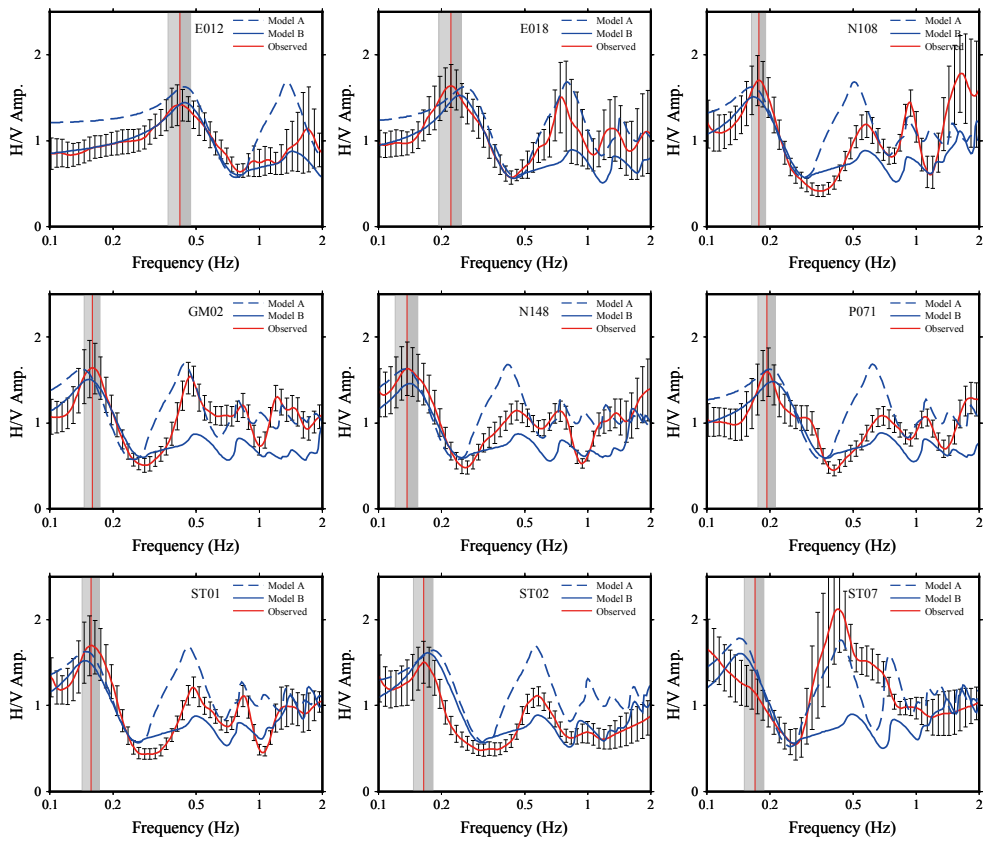 E012
Model A
Model B
Observed
H/V Amp.
2
1
0
0.1 0.2 0.5 1 2
Frequency (Hz)
E018
Model A
Model B
Observed
H/V Amp.
2
1
0
0.1 0.2 0.5 1 2
Frequency (Hz)
N108
Model A
Model B
Observed
H/V Amp.
2
1
0
0.1 0.2 0.5 1 2
Frequency (Hz)
GM02
Model A
Model B
Observed
H/V Amp.
2
1
0
0.1 0.2 0.5 1 2
Frequency (Hz)
N148
Model A
Model B
Observed
H/V Amp.
2
1
0
0.1 0.2 0.5 1 2
Frequency (Hz)
P071
Model A
Model B
Observed
H/V Amp.
2
1
0
0.1 0.2 0.5 1 2
Frequency (Hz)
ST01
Model A
Model B
Observed
H/V Amp.
2
1
0
0.1 0.2 0.5 1 2
Frequency (Hz)
ST02
Model A
Model B
Observed
H/V Amp.
2
1
0
0.1 0.2 0.5 1 2
Frequency (Hz)
ST07
Model A
Model B
Observed
H/V Amp.
2
1
0
0.1 0.2 0.5 1 2
Frequency (Hz)